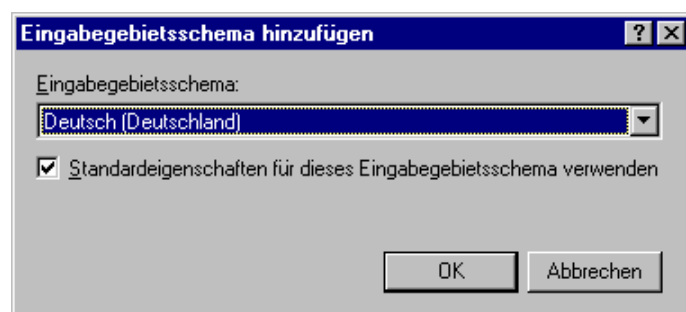 Eingabegebietsschema hinzufügen
Eingabegebietsschema:
Deutsch (Deutschland)
Standardeigenschaften für dieses Eingabegebietsschema verwenden
OK Abbrechen